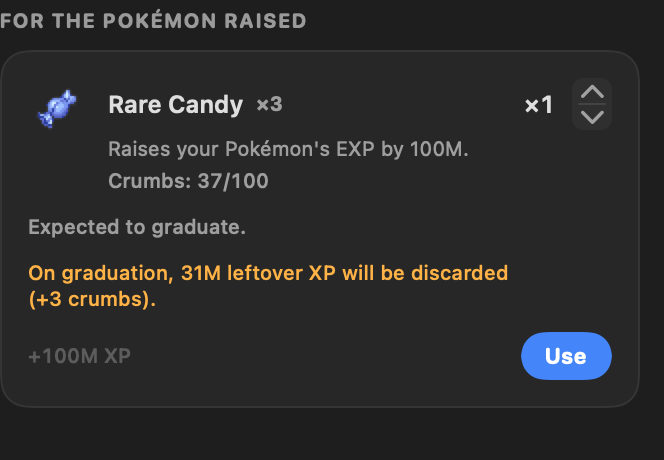 FOR THE POKÉMON RAISED
Rare Candy ×3 ×1
Raises your Pokémon's EXP by 100M.
Crumbs: 37/100
Expected to graduate.
On graduation, 31M leftover XP will be discarded
(+3 crumbs).
+100M XP Use